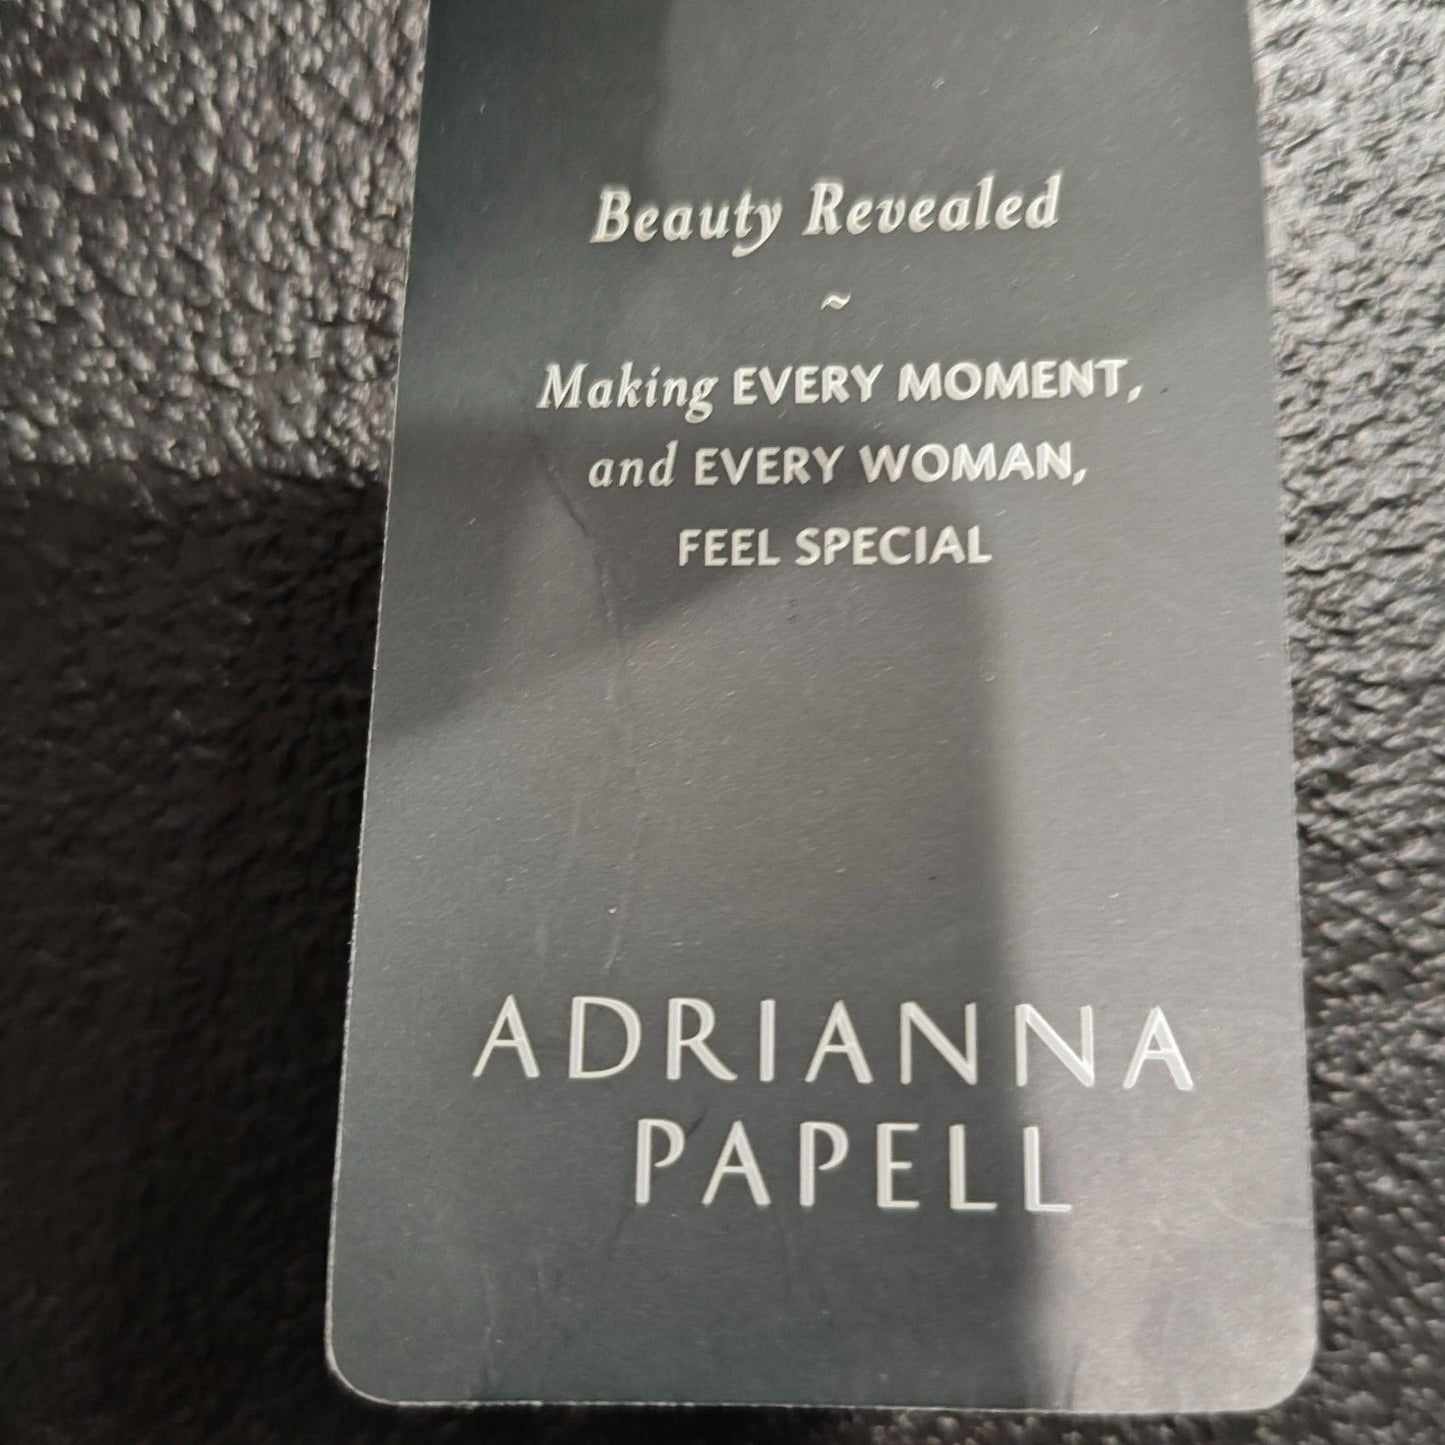 Beauty Revealed
~
Making EVERY MOMENT,
and EVERY WOMAN,
FEEL SPECIAL
ADRIANNA
PAPELL